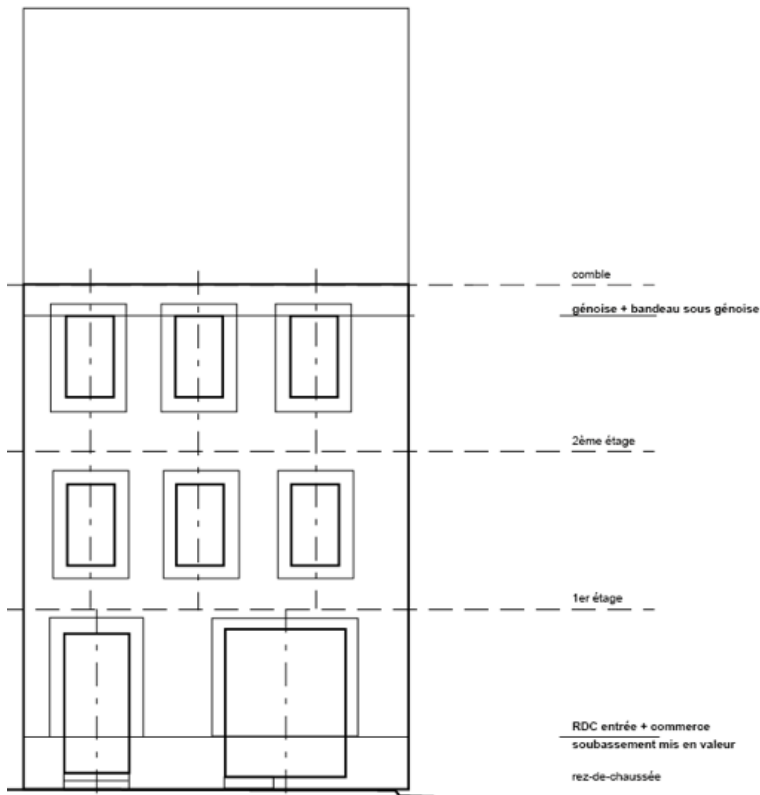 comble
génoise + bandeau sous génoise
2ème étage
1er étage
RDC entrée + commerce
soubassement mis en valeur
rez-de-chaussée